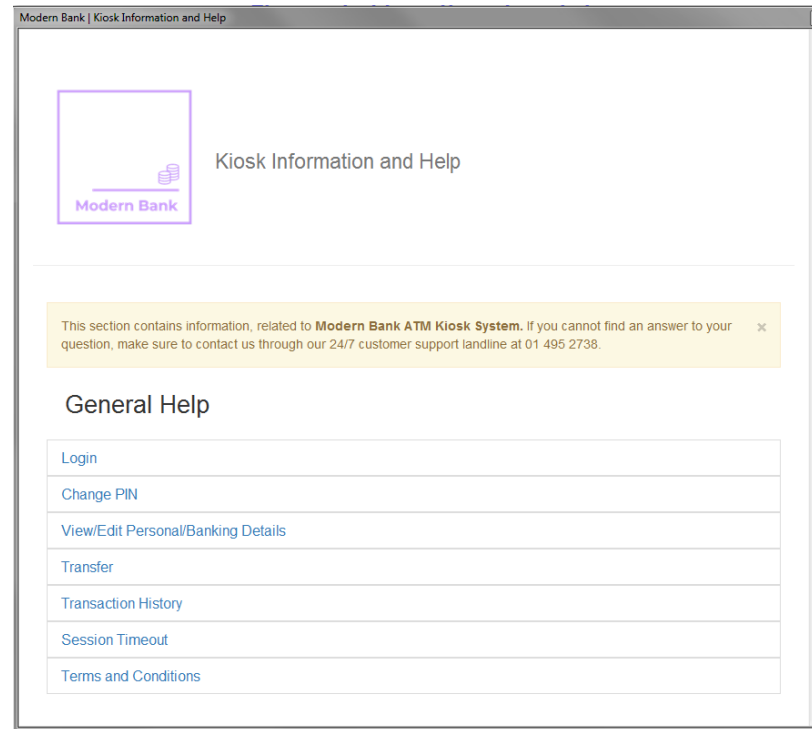 Modern Bank | Kiosk Information and Help
Modern Bank
Kiosk Information and Help
This section contains information, related to Modern Bank ATM Kiosk System. If you cannot find an answer to your
question, make sure to contact us through our 24/7 customer support landline at 01 495 2738.
×
General Help
Login
Change PIN
View/Edit Personal/Banking Details
Transfer
Transaction History
Session Timeout
Terms and Conditions